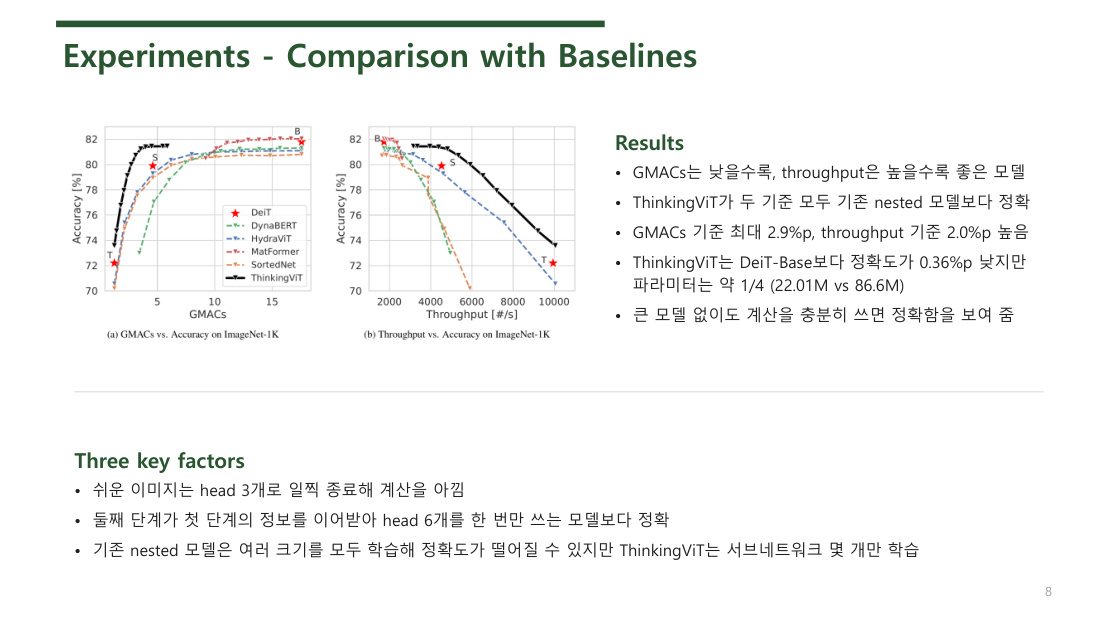 Experiments - Comparison with Baselines
82
80
78
76
74
72
70
Accuracy [%]
T
S
B
DeiT
DynaBERT
HydraViT
MatFormer
SortedNet
ThinkingViT
5 10 15
GMACs
(a) GMACs vs. Accuracy on ImageNet-1K
82
80
78
76
74
72
70
Accuracy [%]
B
S
T
2000 4000 6000 8000 10000
Throughput [#/s]
(b) Throughput vs. Accuracy on ImageNet-1K
Results
• GMACs는 낮을수록, throughput은 높을수록 좋은 모델
• ThinkingViT가 두 기준 모두 기존 nested 모델보다 정확
• GMACs 기준 최대 2.9%p, throughput 기준 2.0%p 높음
• ThinkingViT는 DeiT-Base보다 정확도가 0.36%p 낮지만
파라미터는 약 1/4 (22.01M vs 86.6M)
• 큰 모델 없이도 계산을 충분히 쓰면 정확함을 보여 줌
Three key factors
• 쉬운 이미지는 head 3개로 일찍 종료해 계산을 아낌
• 둘째 단계가 첫 단계의 정보를 이어받아 head 6개를 한 번만 쓰는 모델보다 정확
• 기존 nested 모델은 여러 크기를 모두 학습해 정확도가 떨어질 수 있지만 ThinkingViT는 서브네트워크 몇 개만 학습
8